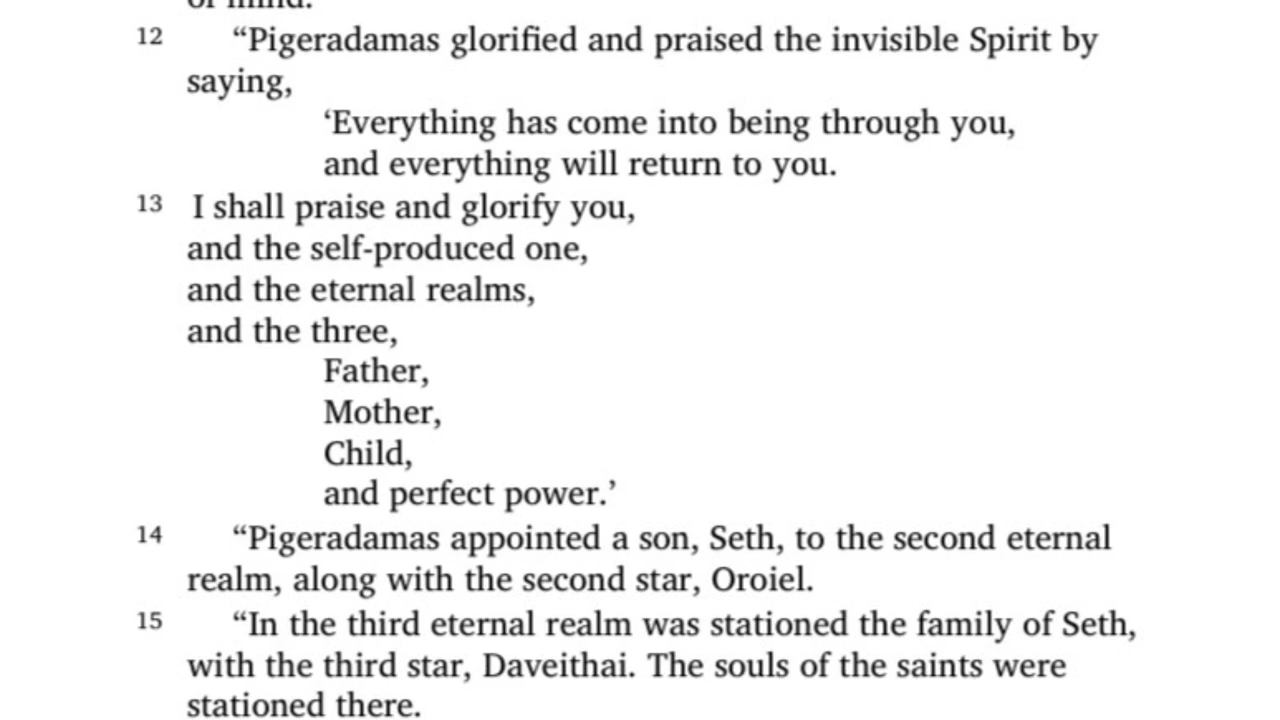 or mind.
12 “Pigeradamas glorified and praised the invisible Spirit by
saying,
‘Everything has come into being through you,
and everything will return to you.
13 I shall praise and glorify you,
and the self-produced one,
and the eternal realms,
and the three,
Father,
Mother,
Child,
and perfect power.’
14 “Pigeradamas appointed a son, Seth, to the second eternal
realm, along with the second star, Oroiel.
15 “In the third eternal realm was stationed the family of Seth,
with the third star, Daveithai. The souls of the saints were
stationed there.